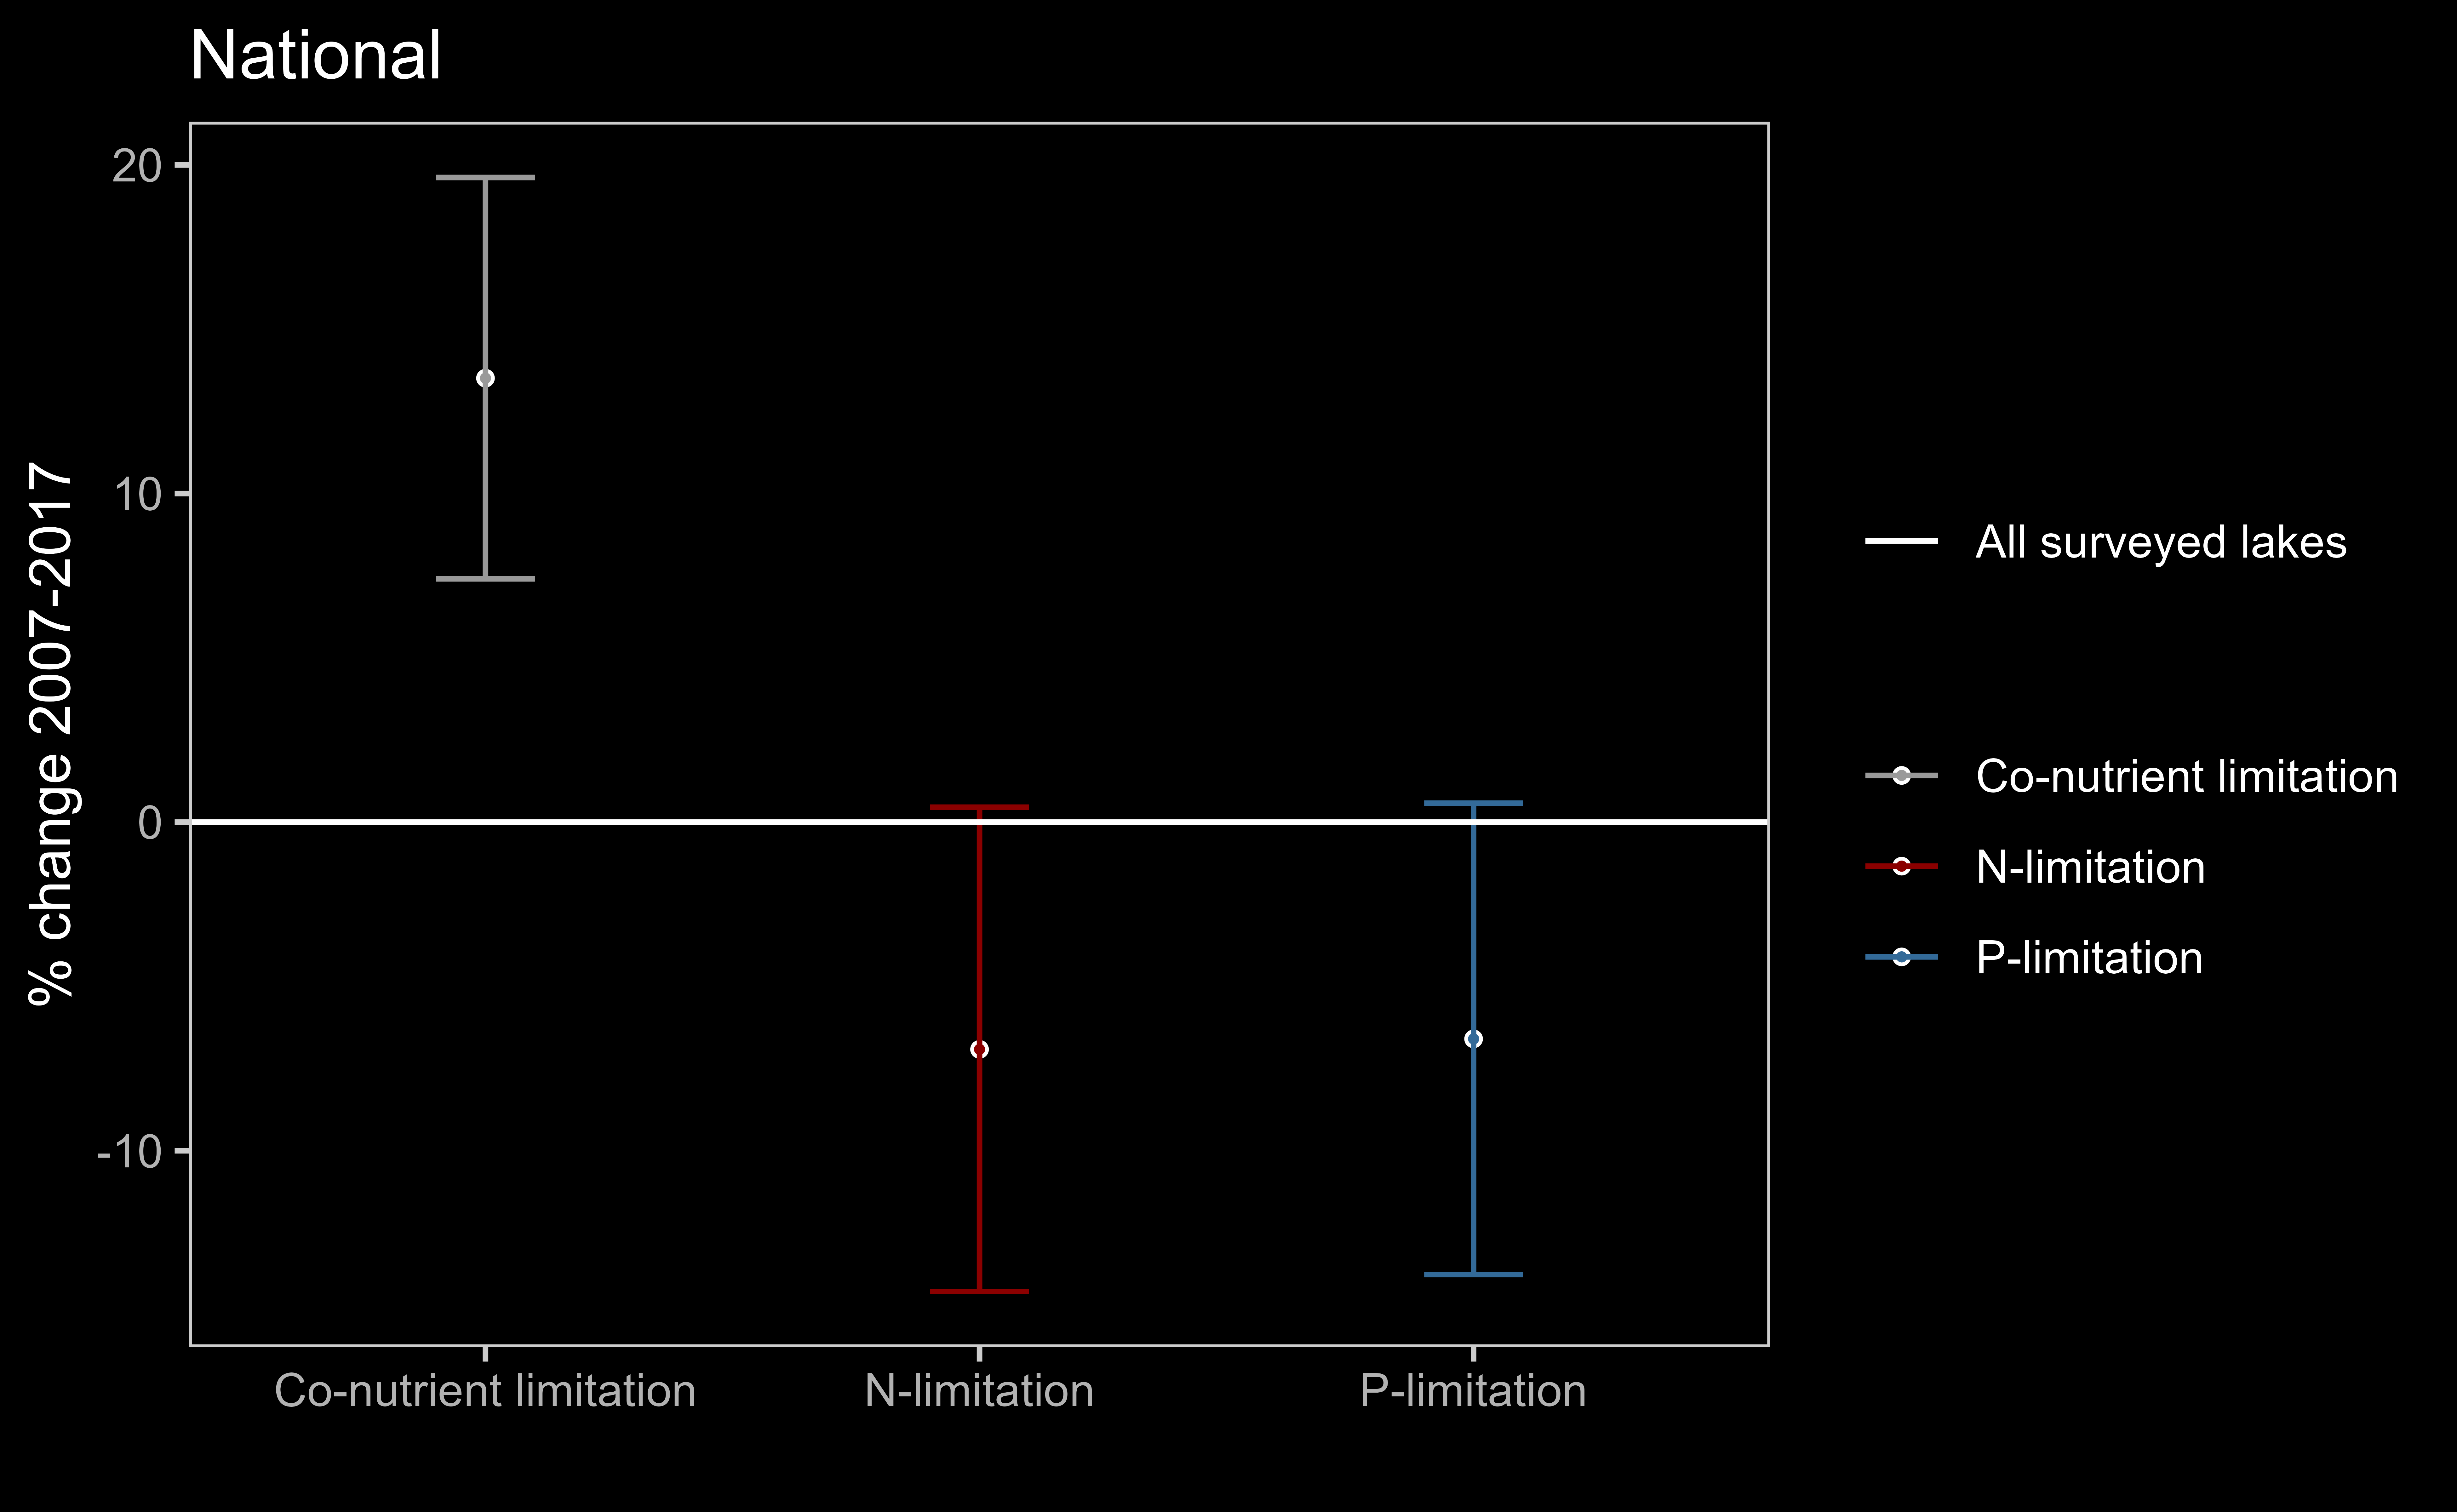 National
% change 2007-2017
20
10
0
-10
Co-nutrient limitation
N-limitation
P-limitation
All surveyed lakes
Co-nutrient limitation
N-limitation
P-limitation